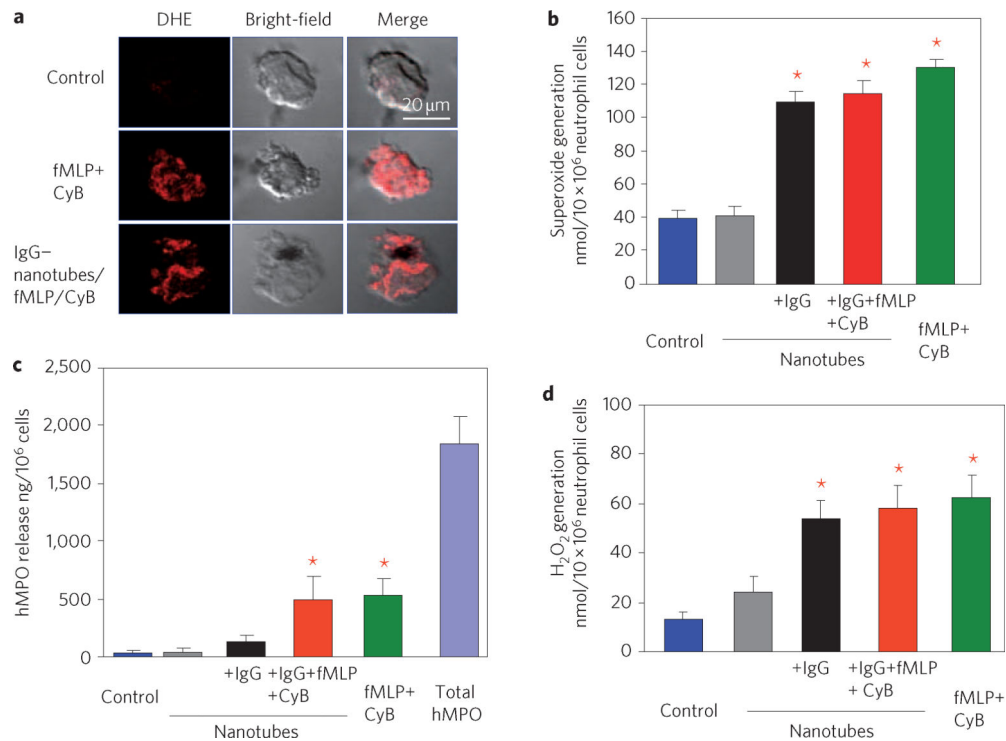 a
DHE
Bright-field
Merge
Control
20 μm
fMLP+
CyB
IgG–
nanotubes/
fMLP/CyB
b
Superoxide generation
nmol/10 × 10⁶ neutrophil cells
160
140
120
100
80
60
40
20
0
+IgG
+IgG+fMLP
+CyB
Control
Nanotubes
fMLP+
CyB
c
hMPO release ng/10⁶ cells
2,500
2,000
1,500
1,000
500
0
+IgG
+IgG+fMLP
+CyB
Control
Nanotubes
fMLP+
CyB
Total
hMPO
d
H₂O₂ generation
nmol/10 × 10⁶ neutrophil cells
100
80
60
40
20
0
+IgG
+IgG+fMLP
+ CyB
Control
Nanotubes
fMLP+
CyB